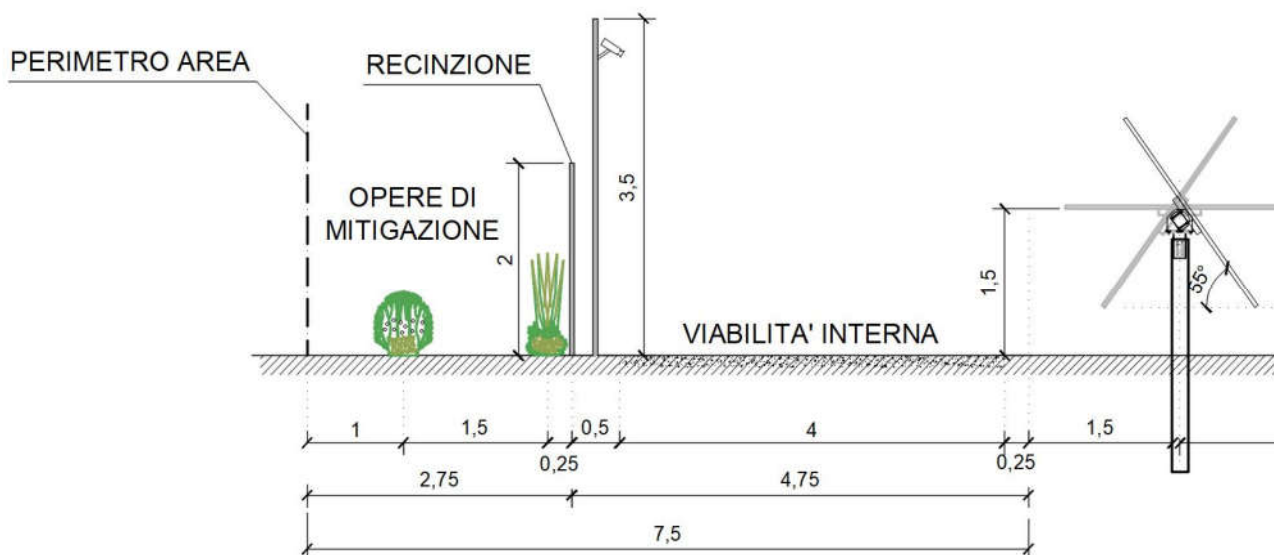 PERIMETRO AREA
RECINZIONE
OPERE DI
MITIGAZIONE
2
3,5
1,5
55°
VIABILITA' INTERNA
1
1,5
0,25
0,5
4
0,25
1,5
2,75
4,75
7,5